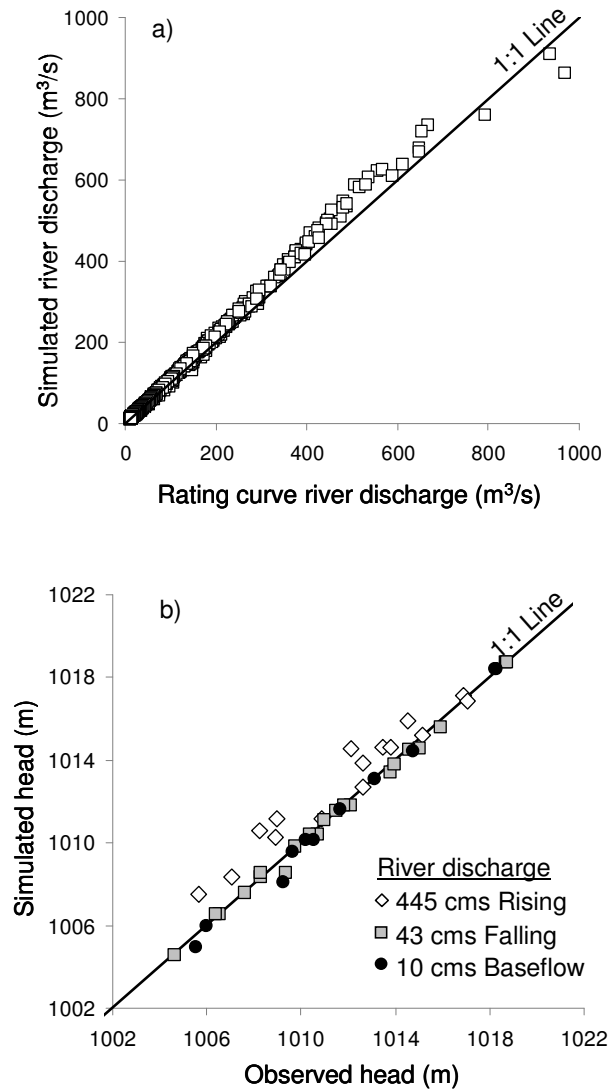 a)
1:1 Line
Simulated river discharge (m³/s)
1000
800
600
400
200
0
0 200 400 600 800 1000
Rating curve river discharge (m³/s)
b)
1:1 Line
Simulated head (m)
1022
1018
1014
1010
1006
1002
River discharge
445 cms Rising
43 cms Falling
10 cms Baseflow
1002 1006 1010 1014 1018 1022
Observed head (m)